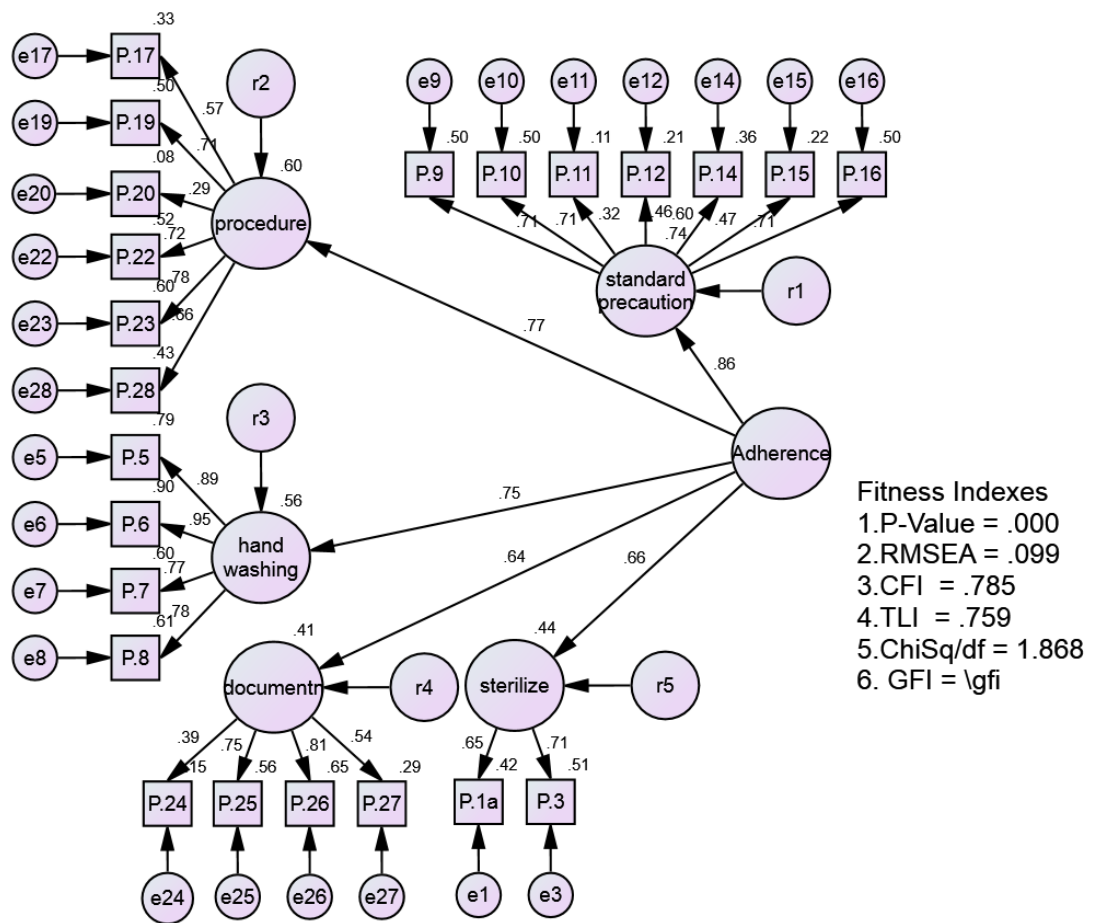 .33
e17 P.17
r2
.50
.57
e19 P.19
.71
.08
.60
e20 P.20
.29
procedure
.52
.72
e22 P.22
.78
.60
e23 P.23
.66
.43
e28 P.28
e9 e10 e11 e12 e14 e15 e16
.50 .50 .11 .21 .36 .22 .50
P.9 P.10 P.11 P.12 P.14 P.15 P.16
.71 .71 .32 .46 .60 .47 .71
.74
standard
precaution
r1
.77
.86
Adherence
.79
r3
e5 P.5
.89
.90
.75
.56
e6 P.6
.95
hand
washing
.60
.77
e7 P.7
.78
.61
e8 P.8
.64
.66
.41
.44
documentn
r4
sterilize
r5
.39 .75 .81 .54
.65 .71
.15 .56 .65 .29
.42 .51
P.24 P.25 P.26 P.27
P.1a P.3
e24 e25 e26 e27
e1 e3
Fitness Indexes
1.P-Value = .000
2.RMSEA = .099
3.CFI = .785
4.TLI = .759
5.ChiSq/df = 1.868
6. GFI = \gfi